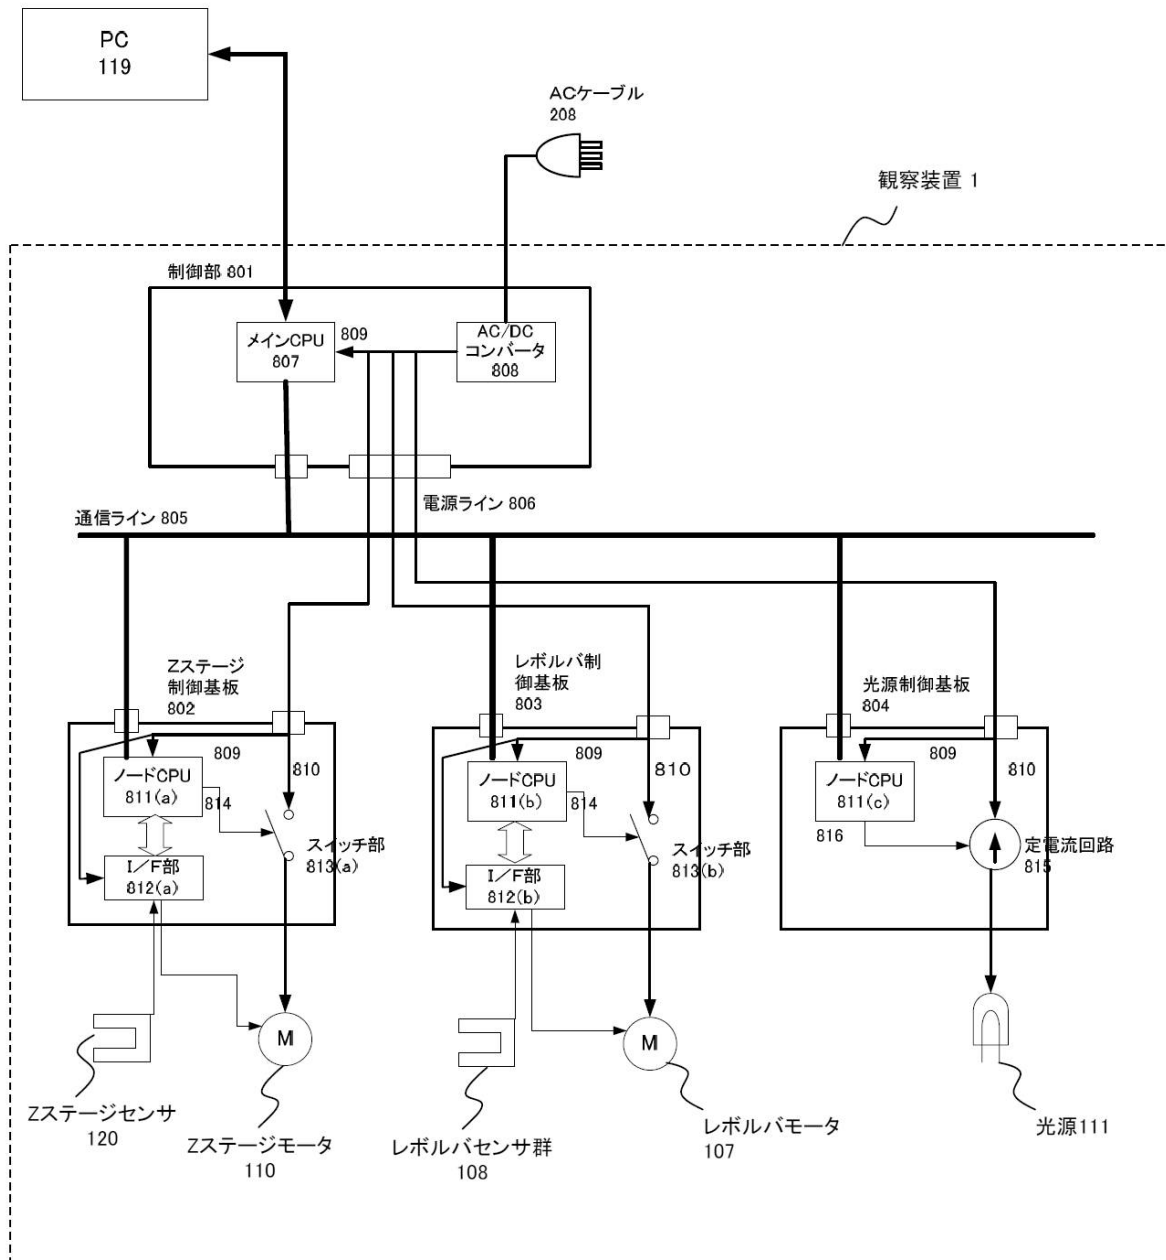 PC
119
ACケーブル
208
観察装置 1
制御部 801
メインCPU
807
809
AC/DC
コンバータ
808
電源ライン 806
通信ライン 805
Zステージ
制御基板
802
レボルバ制
御基板
803
光源制御基板
804
809
810
ノードCPU
811(a)
814
スイッチ部
813(a)
I/F部
812(a)
809
810
ノードCPU
811(b)
814
スイッチ部
813(b)
I/F部
812(b)
809
810
ノードCPU
811(c)
816
定電流回路
815
M
M
Zステージセンサ
120
Zステージモータ
110
レボルバセンサ群
108
レボルバモータ
107
光源111